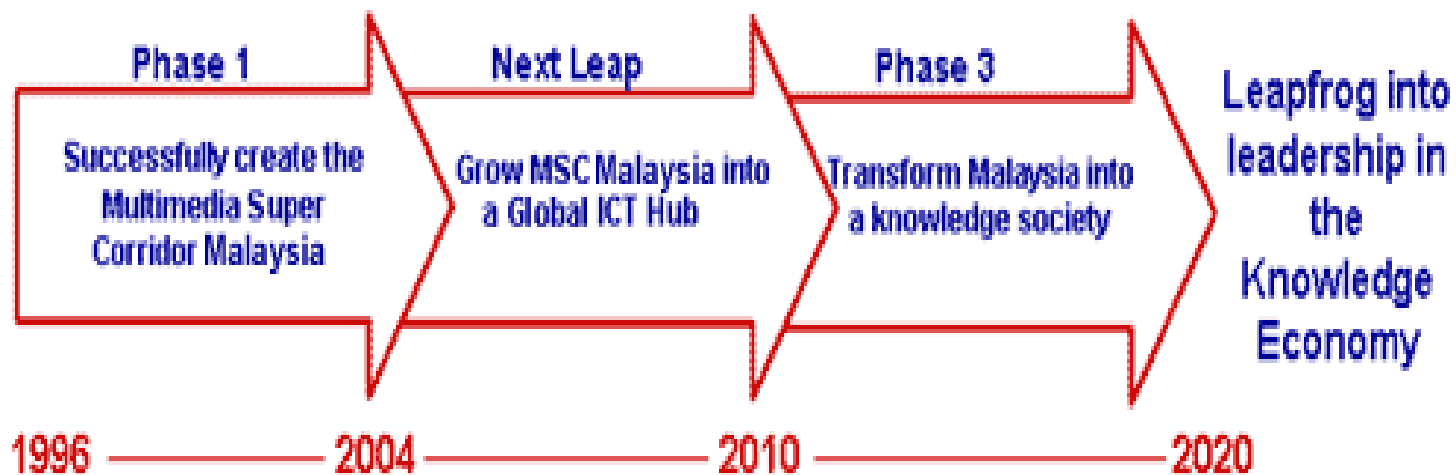 Phase 1
Successfully create the
Multimedia Super
Corridor Malaysia
Next Leap
Grow MSC Malaysia into
a Global ICT Hub
Phase 3
Transform Malaysia into
a knowledge society
Leapfrog into
leadership in
the
Knowledge
Economy
1996 2004 2010 2020